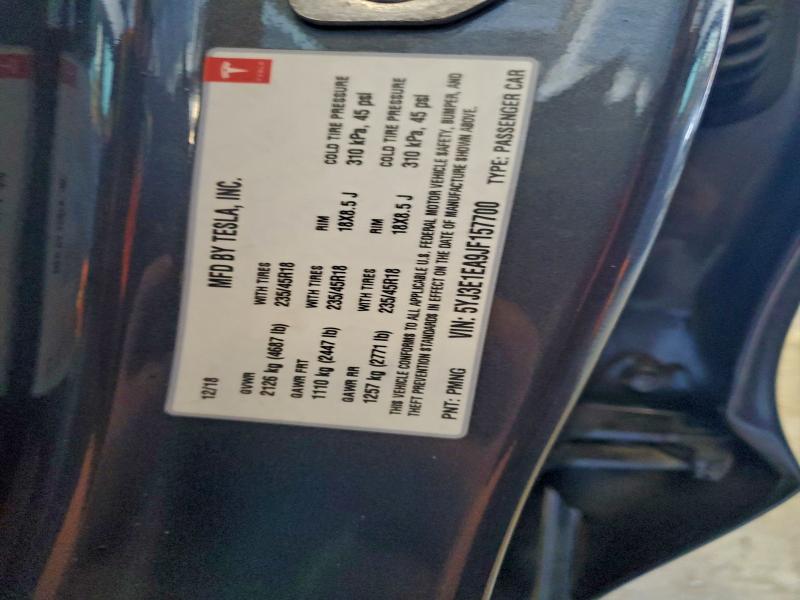 TESLA
12/18 MFD BY TESLA, INC.
GVWR WITH TIRES RIM COLD TIRE PRESSURE
2126 kg (4687 lb) 235/45R18 18X8.5 J 310 kPa, 45 psi
GAWR FRT WITH TIRES RIM COLD TIRE PRESSURE
1110 kg (2447 lb) 235/45R18 18X8.5 J 310 kPa, 45 psi
GAWR RR WITH TIRES
1257 kg (2771 lb) 235/45R18
THIS VEHICLE CONFORMS TO ALL APPLICABLE U.S. FEDERAL MOTOR VEHICLE SAFETY, BUMPER, AND
THEFT PREVENTION STANDARDS IN EFFECT ON THE DATE OF MANUFACTURE SHOWN ABOVE.
PNT: PMNG VIN: 5YJ3E1EA9JF157700 TYPE: PASSENGER CAR